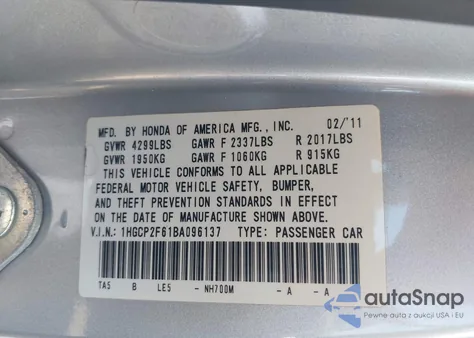 MFD. BY HONDA OF AMERICA MFG., INC. 02/'11
GVWR 4299LBS GAWR F 2337LBS R 2017LBS
GVWR 1950KG GAWR F 1060KG R 915KG
THIS VEHICLE CONFORMS TO ALL APPLICABLE
FEDERAL MOTOR VEHICLE SAFETY, BUMPER,
AND THEFT PREVENTION STANDARDS IN EFFECT
ON THE DATE OF MANUFACTURE SHOWN ABOVE.
V.I.N.: 1HGCP2F61BA096137 TYPE: PASSENGER CAR
TA5 B LE5 - NH700M -A -A
autoSnap
Pewne auta z aukcji USA i EU